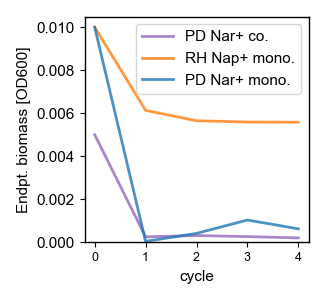 0.010
0.008
0.006
0.004
0.002
0.000
Endpt. biomass [OD600]
PD Nar+ co.
RH Nap+ mono.
PD Nar+ mono.
0 1 2 3 4
cycle